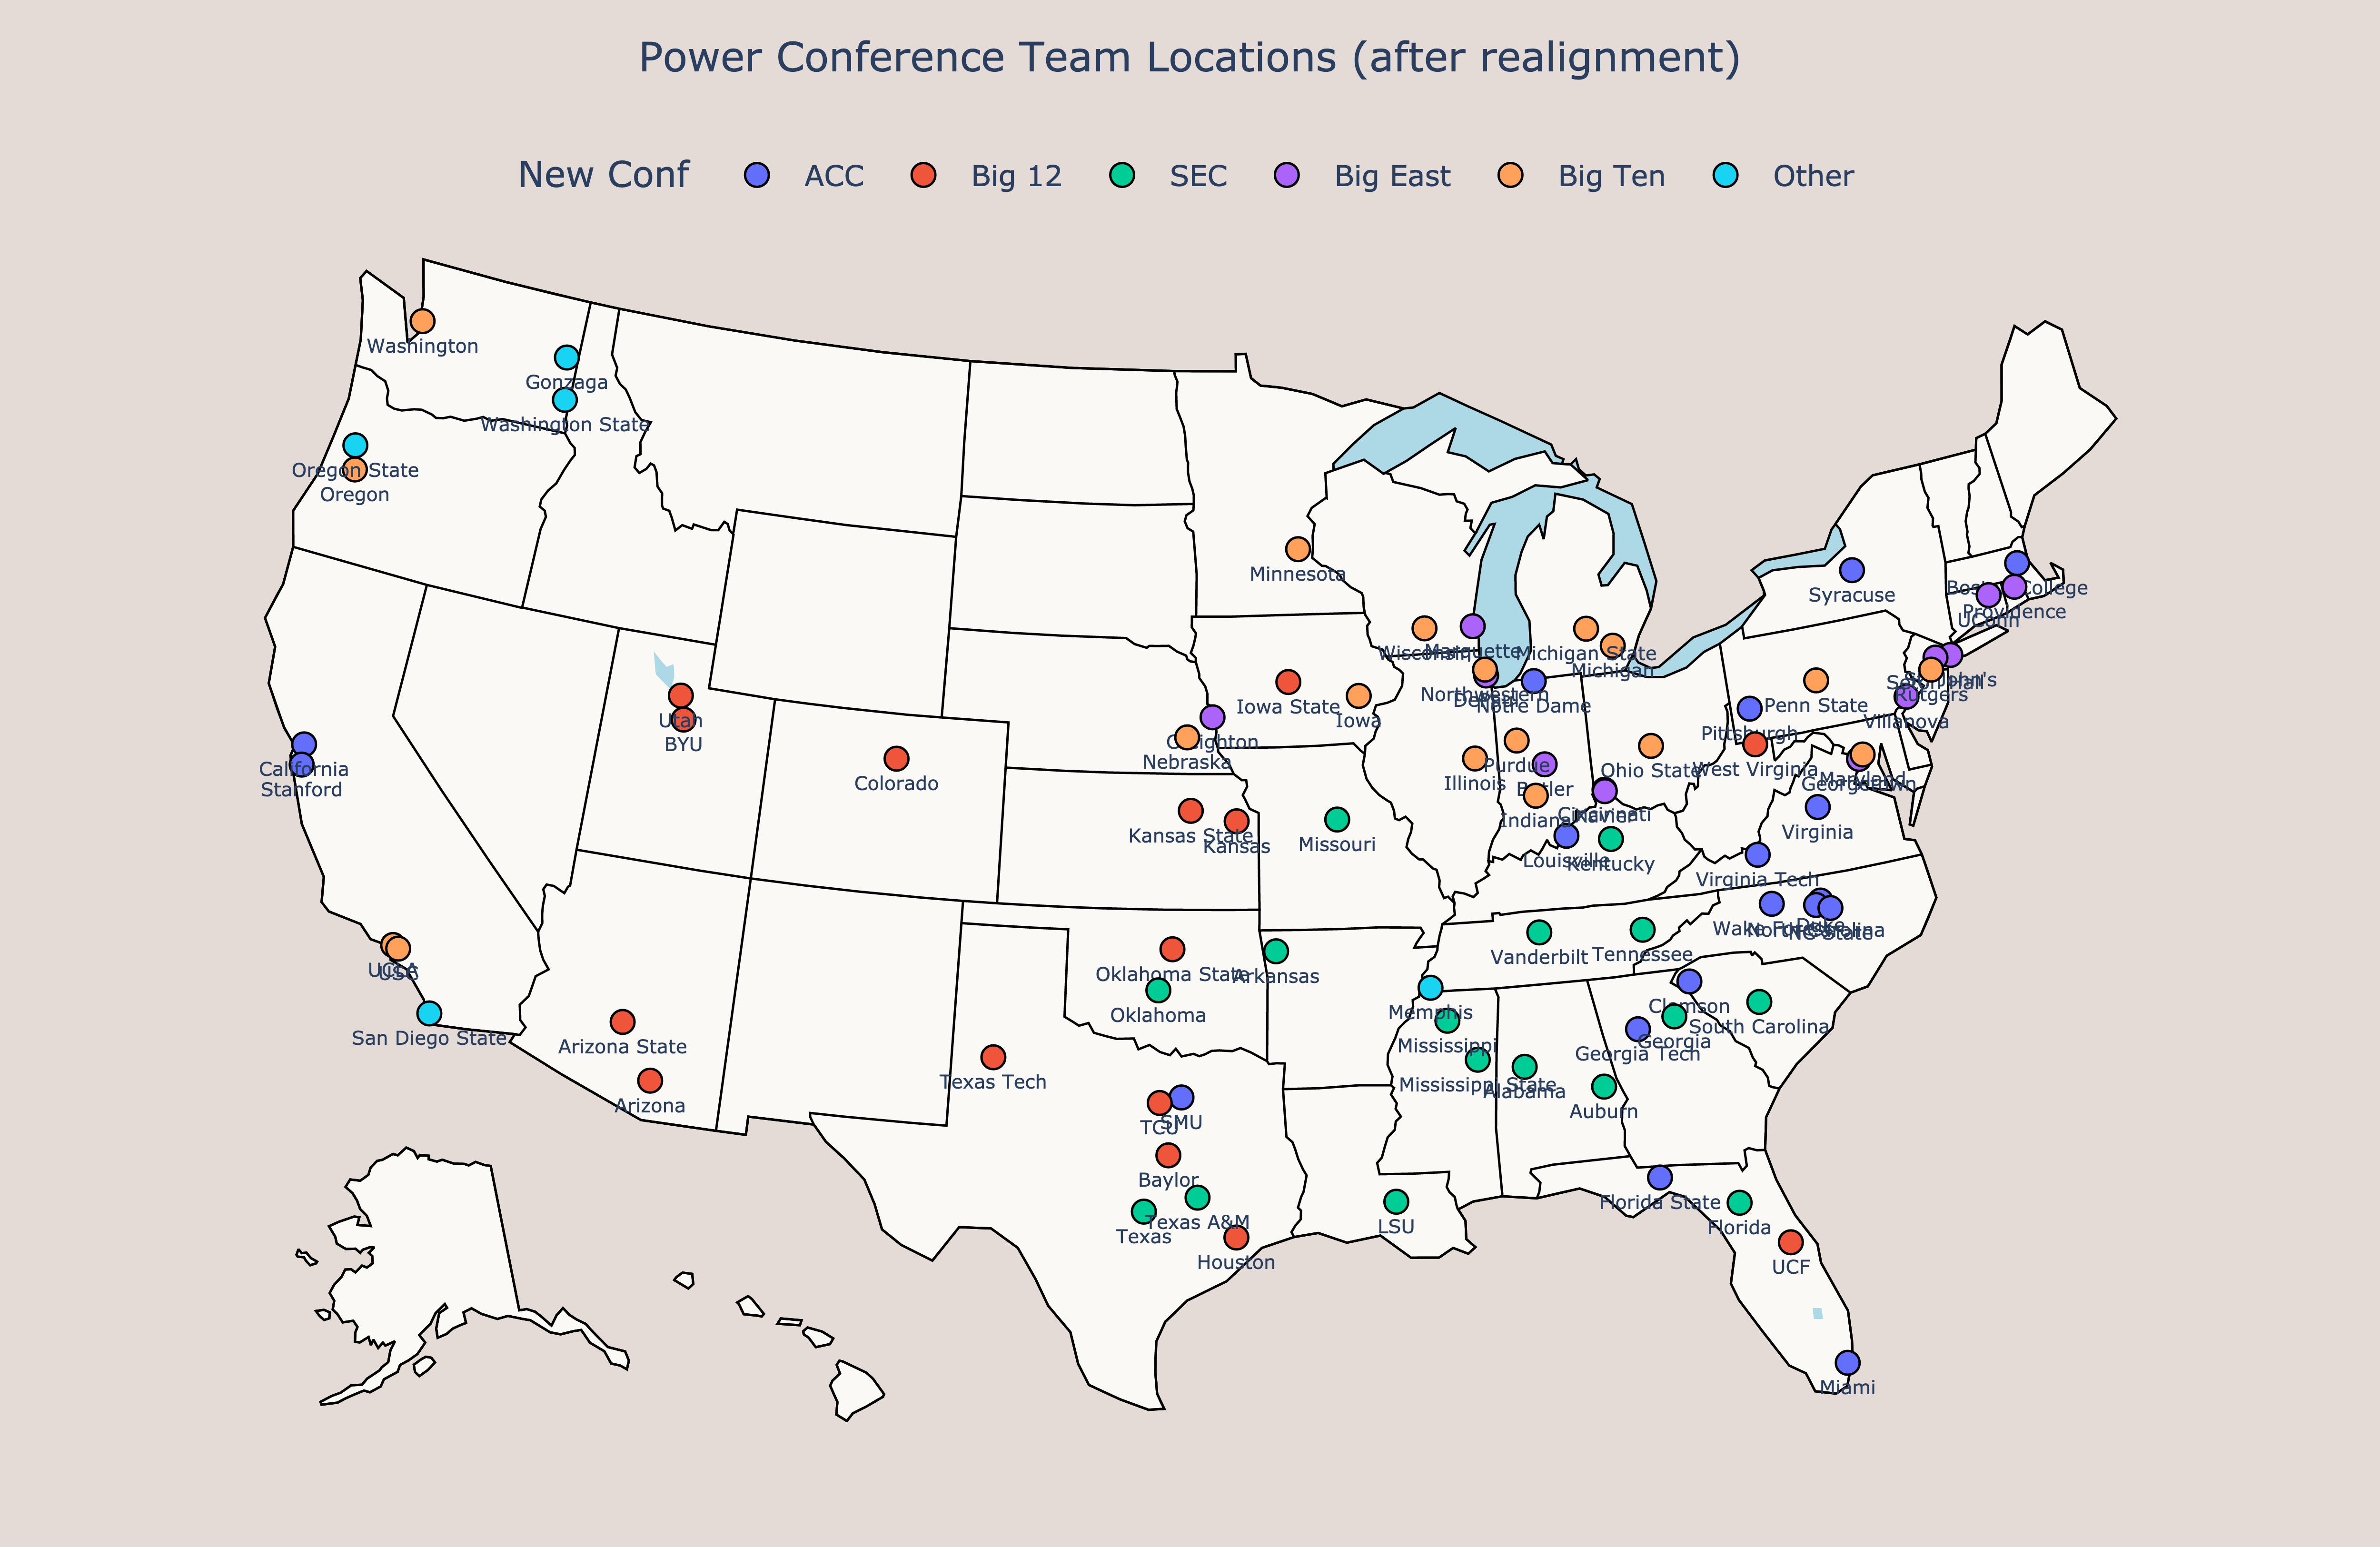 Power Conference Team Locations (after realignment)
New Conf
ACC
Big 12
SEC
Big East
Big Ten
Other
Washington
Gonzaga
Washington State
Oregon State
Oregon
Minnesota
Syracuse
Boston College
Providence
UConn
Wisconsin
Marquette
Michigan State
Michigan
Northwestern
DePaul
Notre Dame
Iowa State
Iowa
Penn State
Seton Hall
St. John's
Rutgers
Villanova
Utah
BYU
Creighton
Nebraska
Pittsburgh
California
Stanford
Colorado
Purdue
Illinois
Butler
Ohio State
West Virginia
Maryland
Georgetown
Indiana
Cincinnati
Xavier
Kansas State
Kansas
Missouri
Louisville
Kentucky
Virginia
Virginia Tech
Wake Forest
Duke
North Carolina
NC State
UCLA
USC
Oklahoma State
Arkansas
Vanderbilt
Tennessee
Oklahoma
Memphis
Clemson
South Carolina
San Diego State
Arizona State
Mississippi
Georgia
Georgia Tech
Arizona
Texas Tech
Mississippi State
Alabama
Auburn
TCU
SMU
Baylor
Texas A&M
Texas
LSU
Florida State
Florida
Houston
UCF
Miami